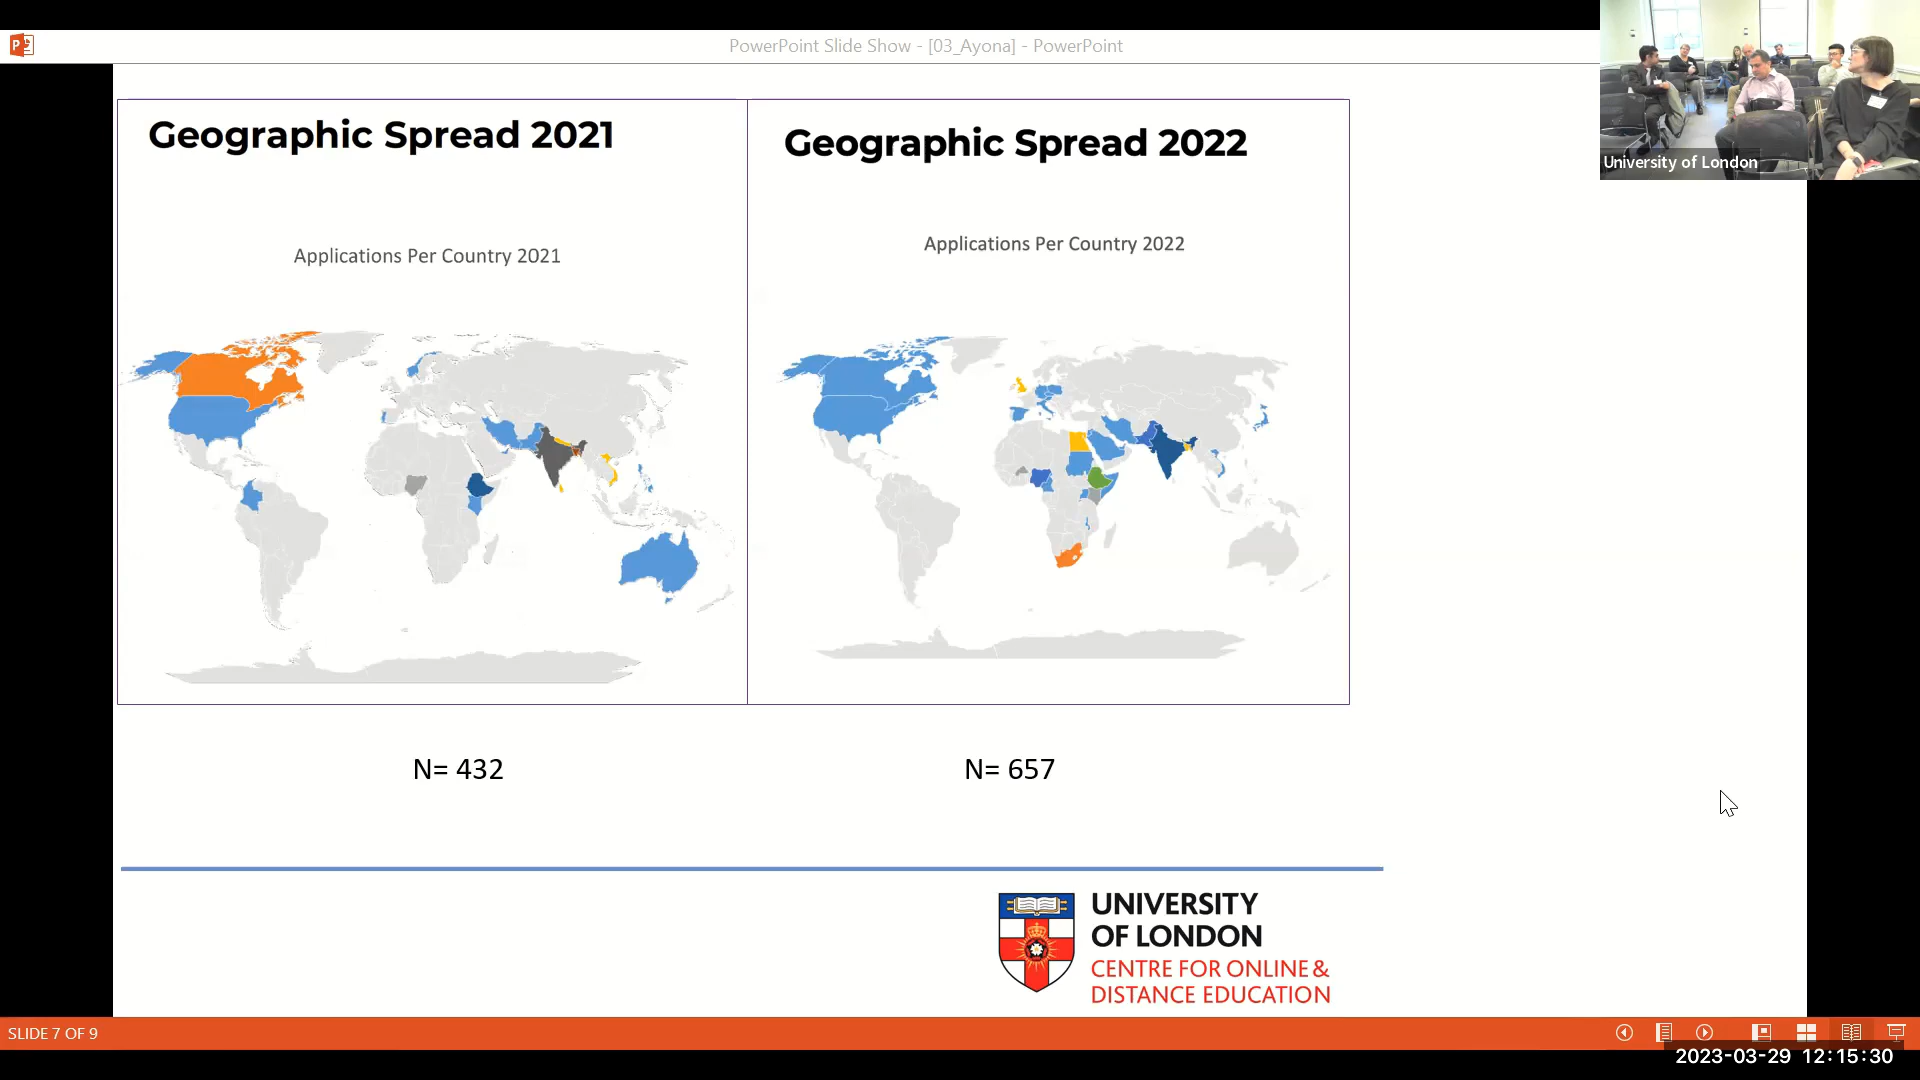 PowerPoint Slide Show - [03_Ayona] - PowerPoint
University of London
Geographic Spread 2021
Applications Per Country 2021
Geographic Spread 2022
Applications Per Country 2022
N= 432
N= 657
UNIVERSITY
OF LONDON
CENTRE FOR ONLINE &
DISTANCE EDUCATION
SLIDE 7 OF 9
2023-03-29 12:15:30